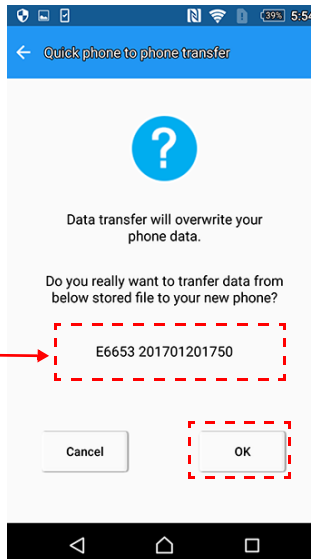 39% 5:54
Quick phone to phone transfer
?
Data transfer will overwrite your
phone data.
Do you really want to tranfer data from
below stored file to your new phone?
E6653 201701201750
Cancel OK